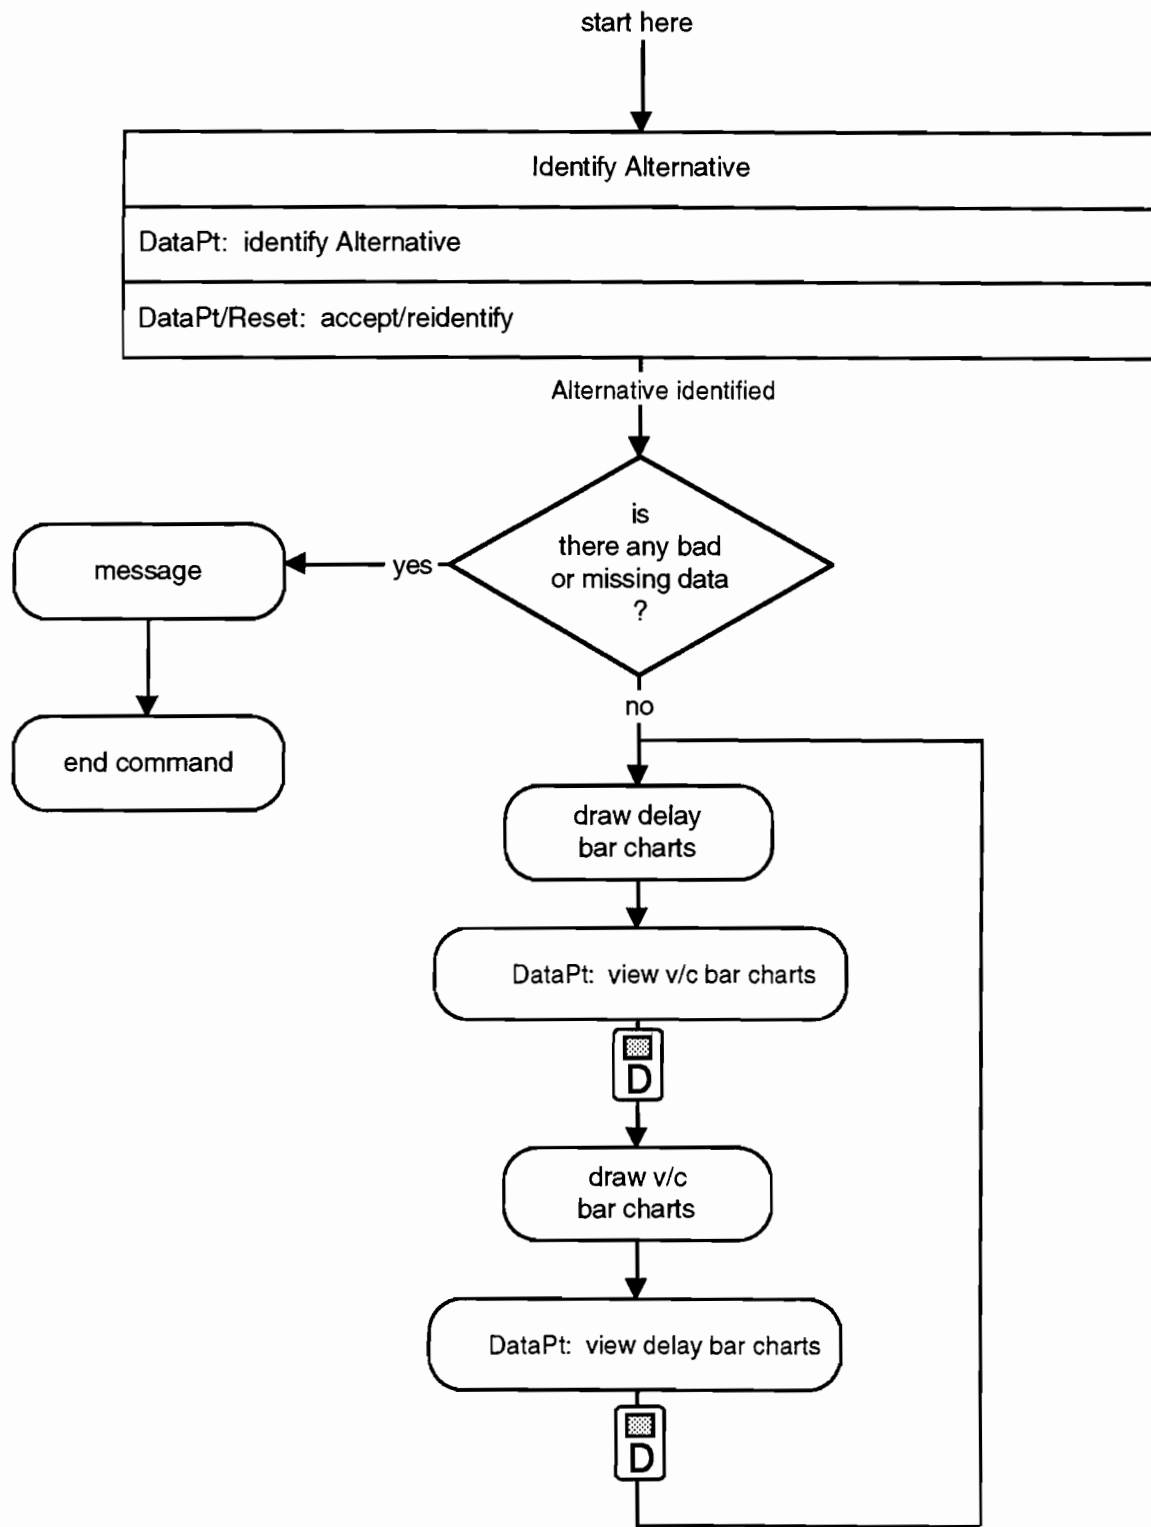 start here
Identify Alternative
DataPt: identify Alternative
DataPt/Reset: accept/reidentify
Alternative identified
is
there any bad
or missing data
?
yes
message
end command
no
draw delay
bar charts
DataPt: view v/c bar charts
D
draw v/c
bar charts
DataPt: view delay bar charts
D